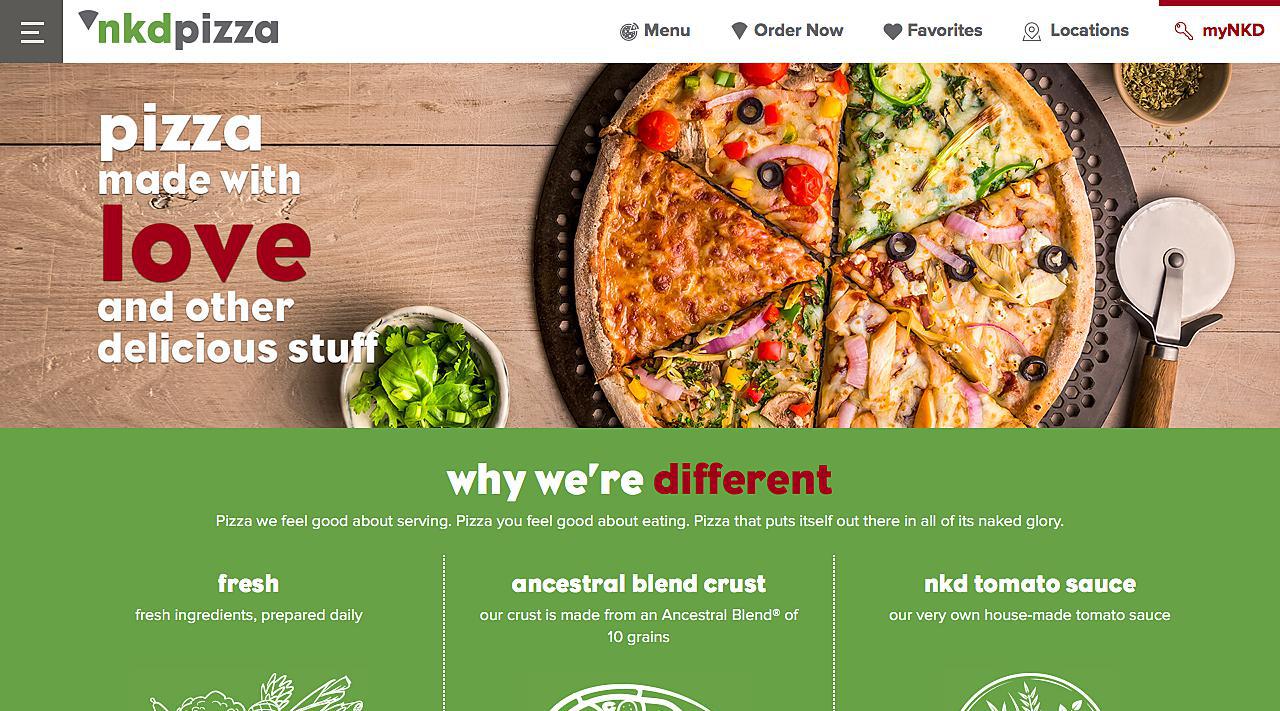 nkdpizza
Menu
Order Now
Favorites
Locations
myNKD
pizza
made with
love
and other
delicious stuff
why we're different
Pizza we feel good about serving. Pizza you feel good about eating. Pizza that puts itself out there in all of its naked glory.
fresh
fresh ingredients, prepared daily
ancestral blend crust
our crust is made from an Ancestral Blend® of
10 grains
nkd tomato sauce
our very own house-made tomato sauce